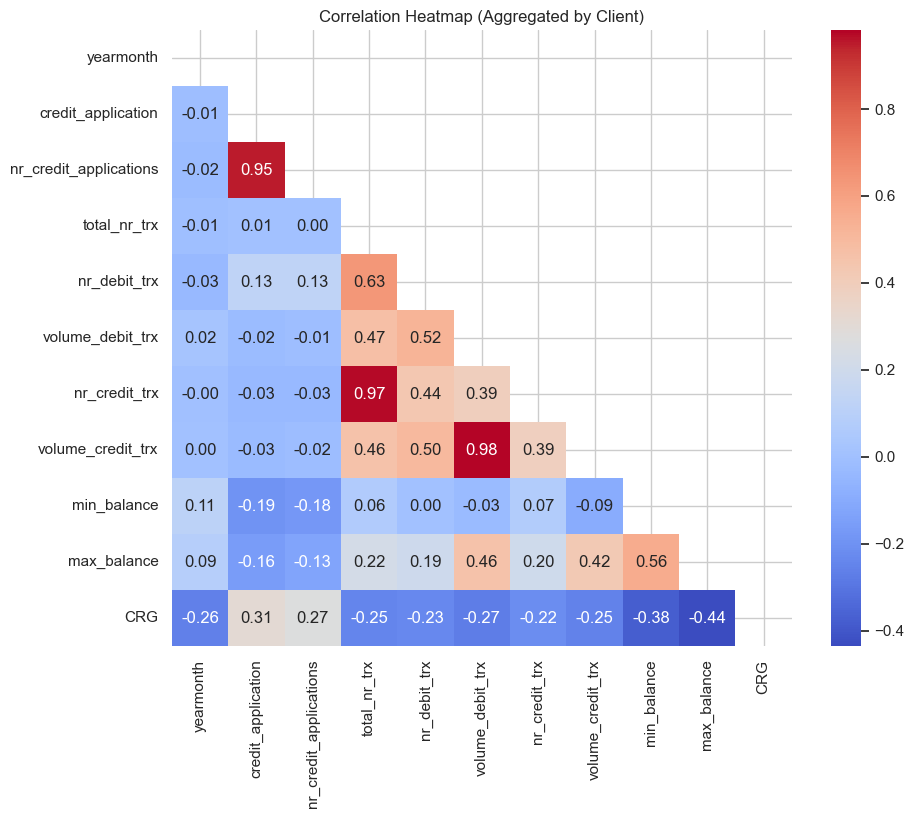 Correlation Heatmap (Aggregated by Client)
yearmonth
credit_application -0.01
nr_credit_applications -0.02 0.95
total_nr_trx -0.01 0.01 0.00
nr_debit_trx -0.03 0.13 0.13 0.63
volume_debit_trx 0.02 -0.02 -0.01 0.47 0.52
nr_credit_trx -0.00 -0.03 -0.03 0.97 0.44 0.39
volume_credit_trx 0.00 -0.03 -0.02 0.46 0.50 0.98 0.39
min_balance 0.11 -0.19 -0.18 0.06 0.00 -0.03 0.07 -0.09
max_balance 0.09 -0.16 -0.13 0.22 0.19 0.46 0.20 0.42 0.56
CRG -0.26 0.31 0.27 -0.25 -0.23 -0.27 -0.22 -0.25 -0.38 -0.44
yearmonth
credit_application
nr_credit_applications
total_nr_trx
nr_debit_trx
volume_debit_trx
nr_credit_trx
volume_credit_trx
min_balance
max_balance
CRG
0.8
0.6
0.4
0.2
0.0
−0.2
−0.4